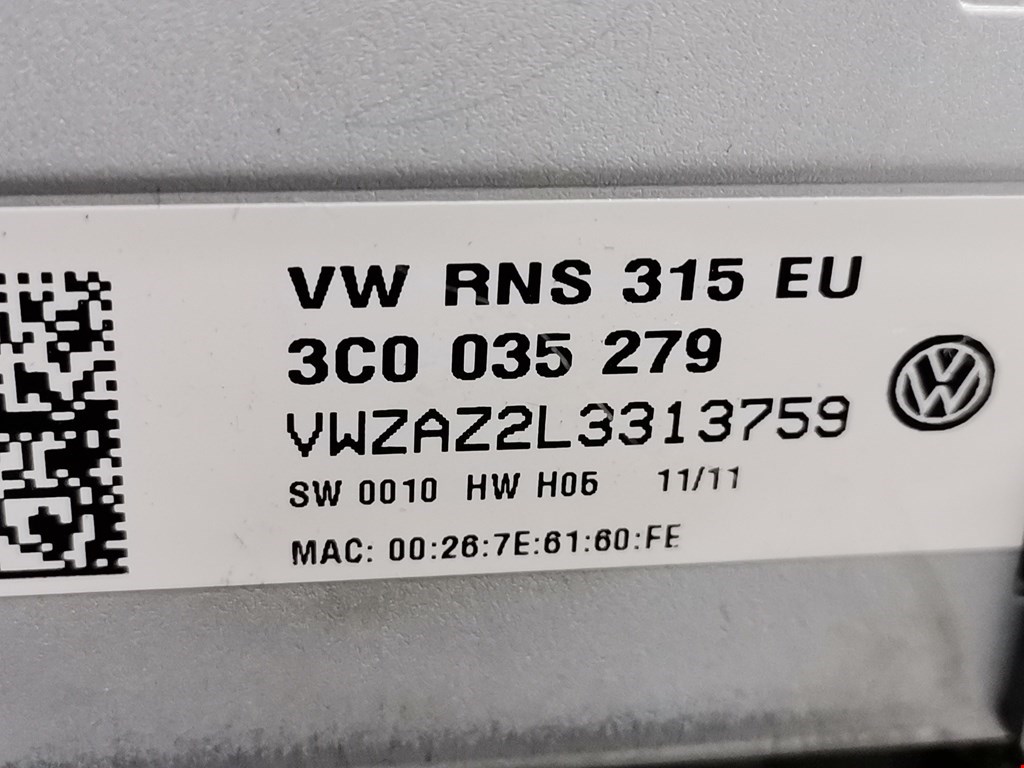 VW RNS 315 EU
3C0 035 279
VWZAZ2L3313759
SW 0010 HW H06 11/11
MAC: 00:26:7E:61:60:FE